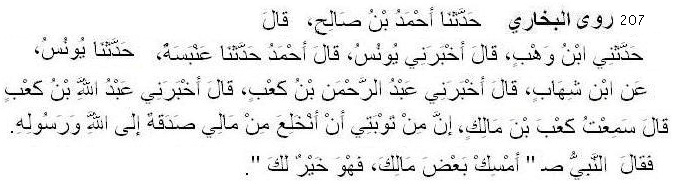 207 روى البخاري حَدَّثَنَا أَحْمَدُ بْنُ صَالِحٍ، قَالَ
حَدَّثَنِي ابْنُ وَهْبٍ، قَالَ أَخْبَرَنِي يُونُسُ، قَالَ أَحْمَدُ حَدَّثَنَا عَنْبَسَةُ، حَدَّثَنَا يُونُسُ،
عَنِ ابْنِ شِهَابٍ، قَالَ أَخْبَرَنِي عَبْدُ الرَّحْمَنِ بْنُ كَعْبٍ، قَالَ أَخْبَرَنِي عَبْدُ اللَّهِ بْنُ كَعْبٍ
قَالَ سَمِعْتُ كَعْبَ بْنَ مَالِكٍ، إِنَّ مِنْ تَوْبَتِي أَنْ أَنْخَلِعَ مِنْ مَالِي صَدَقَةً إِلَى اللَّهِ وَرَسُولِهِ.
فَقَالَ النَّبِيُّ صـ " أَمْسِكْ بَعْضَ مَالِكَ، فَهْوَ خَيْرٌ لَكَ ".